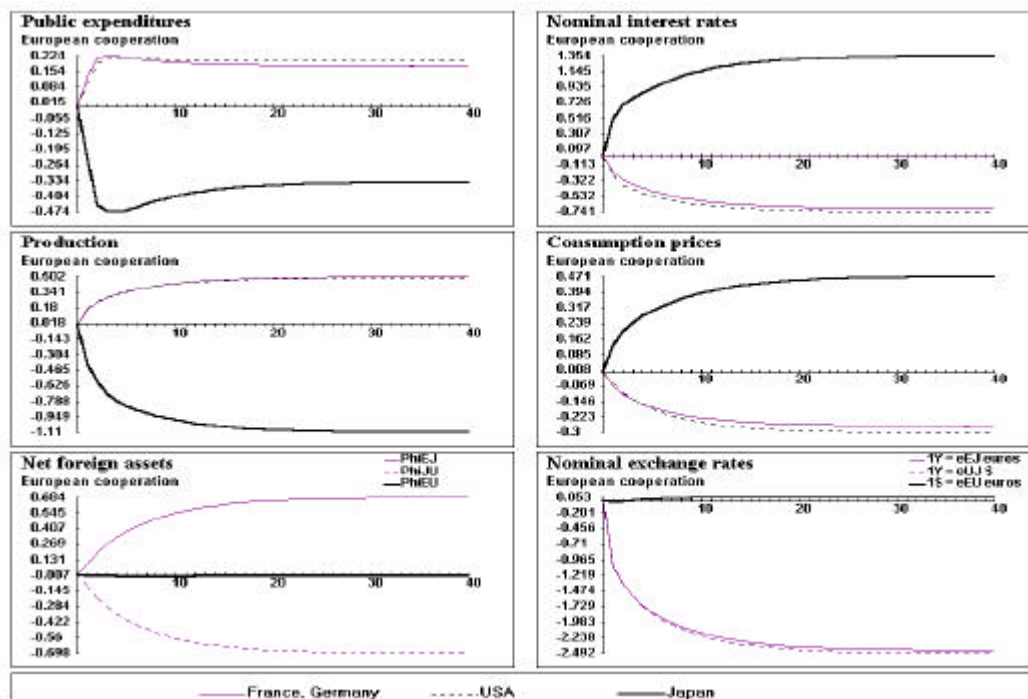 Public expenditures
European cooperation
0.224
0.154
0.084
0.015
-0.055
-0.125
-0.195
-0.264
-0.334
-0.404
-0.474
10 20 30 40
Nominal interest rates
European cooperation
1.354
1.145
0.935
0.726
0.516
0.307
0.097
-0.113
-0.322
-0.532
-0.741
10 20 30 40
Production
European cooperation
0.502
0.341
0.18
0.018
-0.143
-0.304
-0.465
-0.626
-0.788
-0.949
-1.11
10 20 30 40
Consumption prices
European cooperation
0.471
0.394
0.317
0.239
0.162
0.085
0.008
-0.069
-0.146
-0.223
-0.3
10 20 30 40
Net foreign assets
European cooperation
PhiEJ
PhiJU
PhiEU
0.684
0.545
0.407
0.269
0.131
-0.007
-0.145
-0.284
-0.422
-0.56
-0.698
10 20 30 40
Nominal exchange rates
European cooperation
1Y = eEJ euros
1Y = eUJ $
1$ = eEU euros
0.053
-0.201
-0.456
-0.71
-0.965
-1.219
-1.474
-1.729
-1.983
-2.238
-2.492
10 20 30 40
France, Germany USA Japan